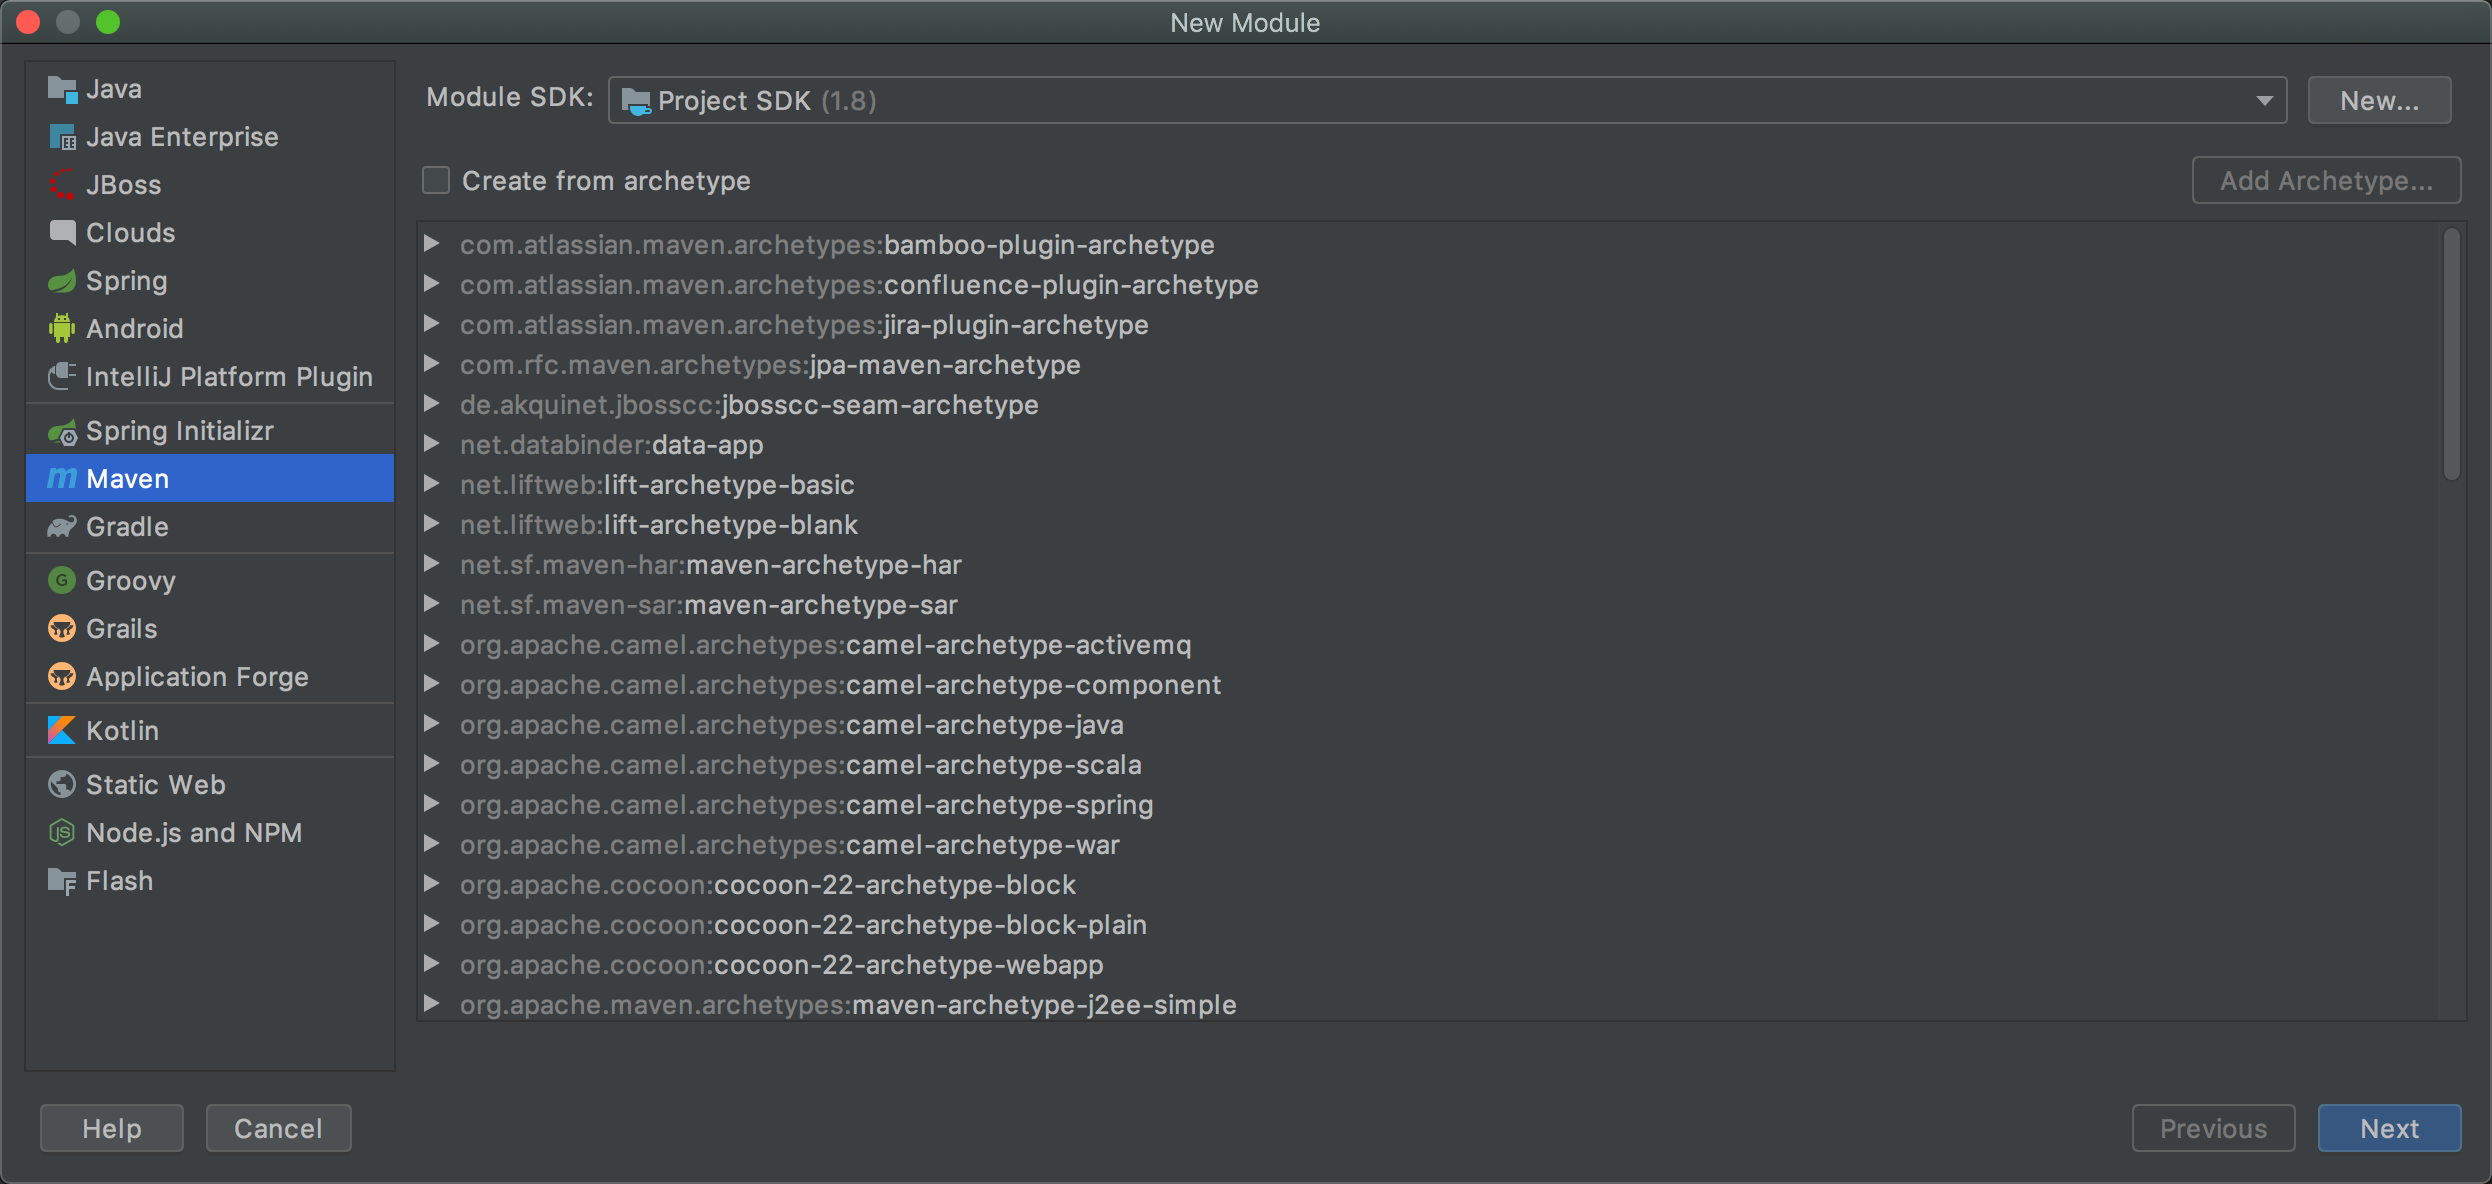 New Module
Java
Java Enterprise
JBoss
Clouds
Spring
Android
IntelliJ Platform Plugin
Spring Initializr
Maven
Gradle
Groovy
Grails
Application Forge
Kotlin
Static Web
Node.js and NPM
Flash
Module SDK: Project SDK (1.8) New...
Create from archetype Add Archetype...
com.atlassian.maven.archetypes:bamboo-plugin-archetype
com.atlassian.maven.archetypes:confluence-plugin-archetype
com.atlassian.maven.archetypes:jira-plugin-archetype
com.rfc.maven.archetypes:jpa-maven-archetype
de.akquinet.jbosscc:jbosscc-seam-archetype
net.databinder:data-app
net.liftweb:lift-archetype-basic
net.liftweb:lift-archetype-blank
net.sf.maven-har:maven-archetype-har
net.sf.maven-sar:maven-archetype-sar
org.apache.camel.archetypes:camel-archetype-activemq
org.apache.camel.archetypes:camel-archetype-component
org.apache.camel.archetypes:camel-archetype-java
org.apache.camel.archetypes:camel-archetype-scala
org.apache.camel.archetypes:camel-archetype-spring
org.apache.camel.archetypes:camel-archetype-war
org.apache.cocoon:cocoon-22-archetype-block
org.apache.cocoon:cocoon-22-archetype-block-plain
org.apache.cocoon:cocoon-22-archetype-webapp
org.apache.maven.archetypes:maven-archetype-j2ee-simple
Help Cancel Previous Next